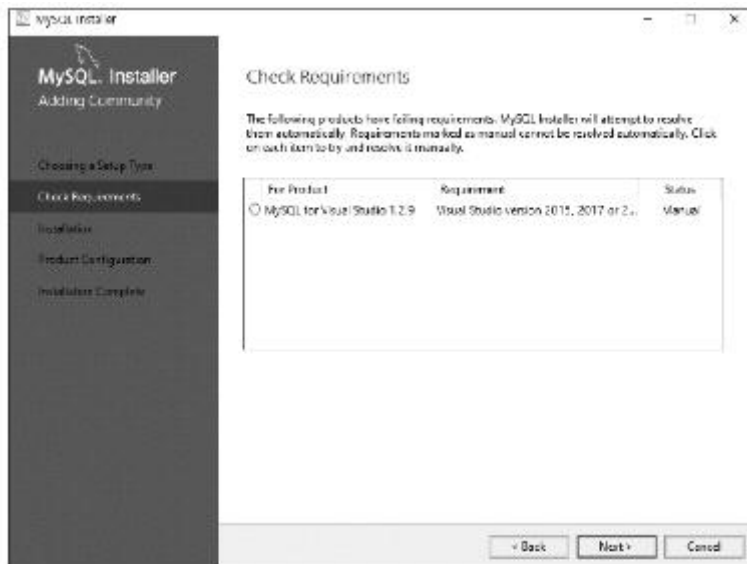 MySQL Installer
MySQL. Installer
Adding Community
Choosing a Setup Type
Check Requirements
Installation
Product Configuration
Installation Complete
Check Requirements
The following products have failing requirements. MySQL Installer will attempt to resolve
them automatically. Requirements marked as manual cannot be resolved automatically. Click
on each item to try and resolve it manually.
For Product Requirement Status
MySQL for Visual Studio 1.2.9 Visual Studio version 2015, 2017 or 2... Manual
< Back Next > Cancel